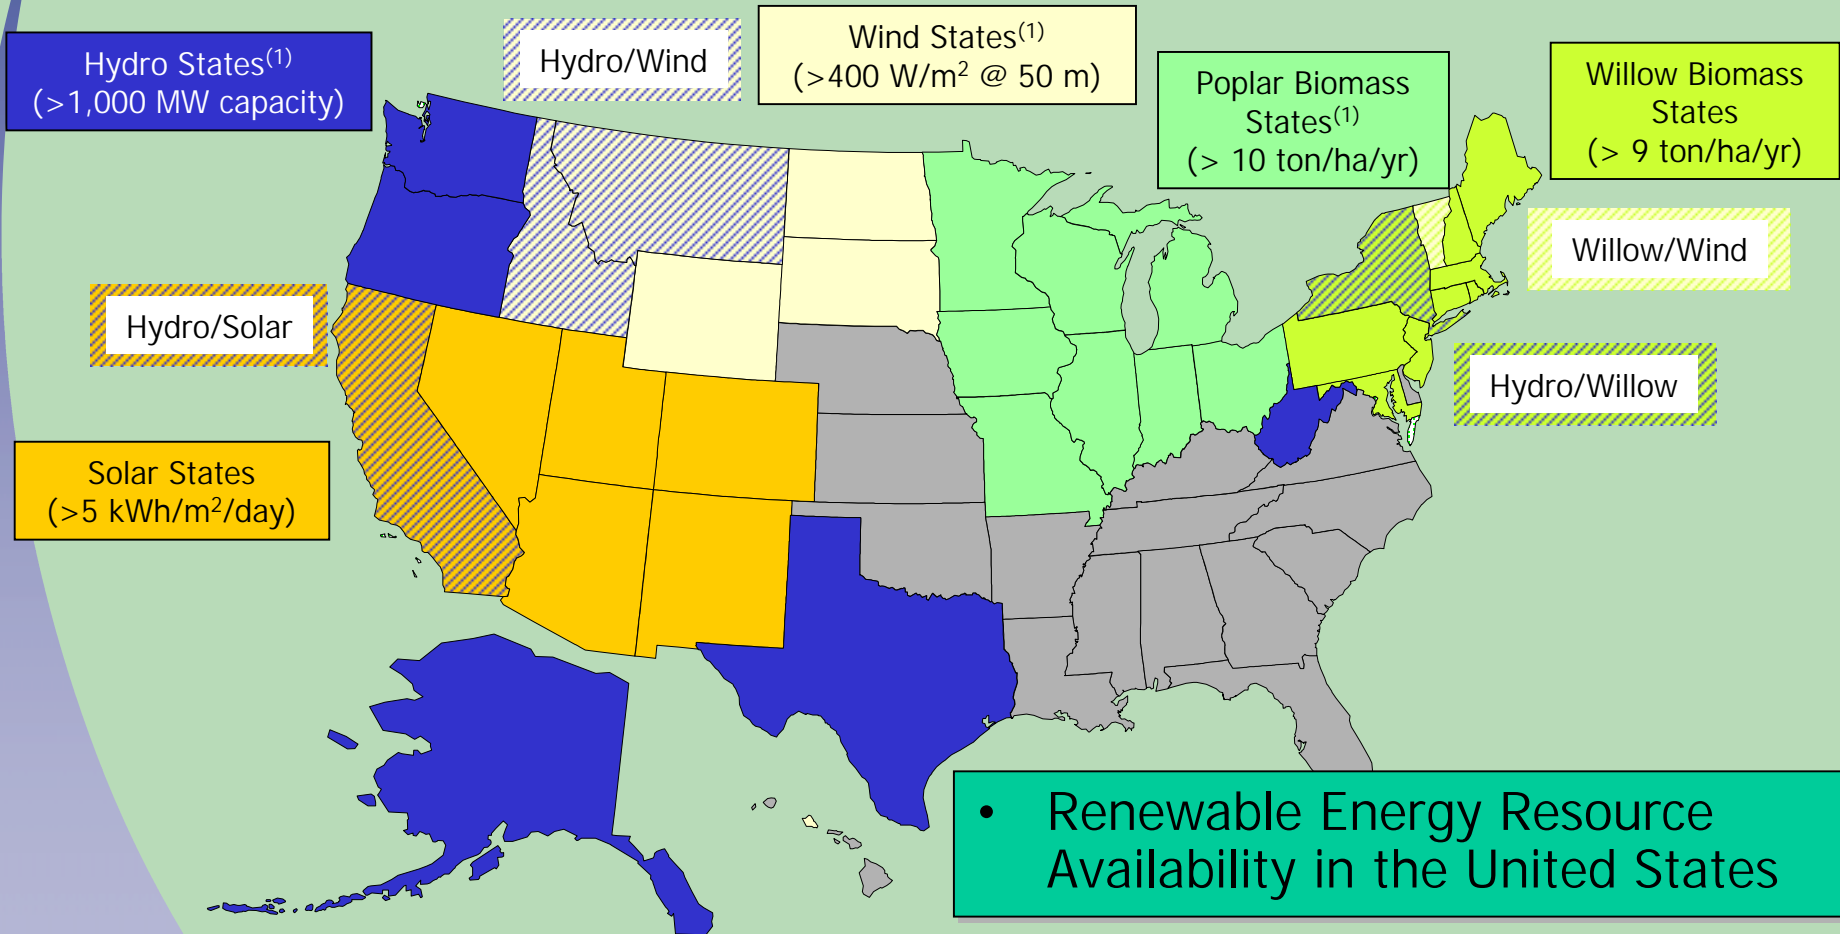 Hydro States(1)
(>1,000 MW capacity)
Hydro/Wind
Wind States(1)
(>400 W/m2 @ 50 m)
Poplar Biomass
States(1)
(> 10 ton/ha/yr)
Willow Biomass
States
(> 9 ton/ha/yr)
Willow/Wind
Hydro/Solar
Hydro/Willow
Solar States
(>5 kWh/m2/day)
• Renewable Energy Resource
Availability in the United States